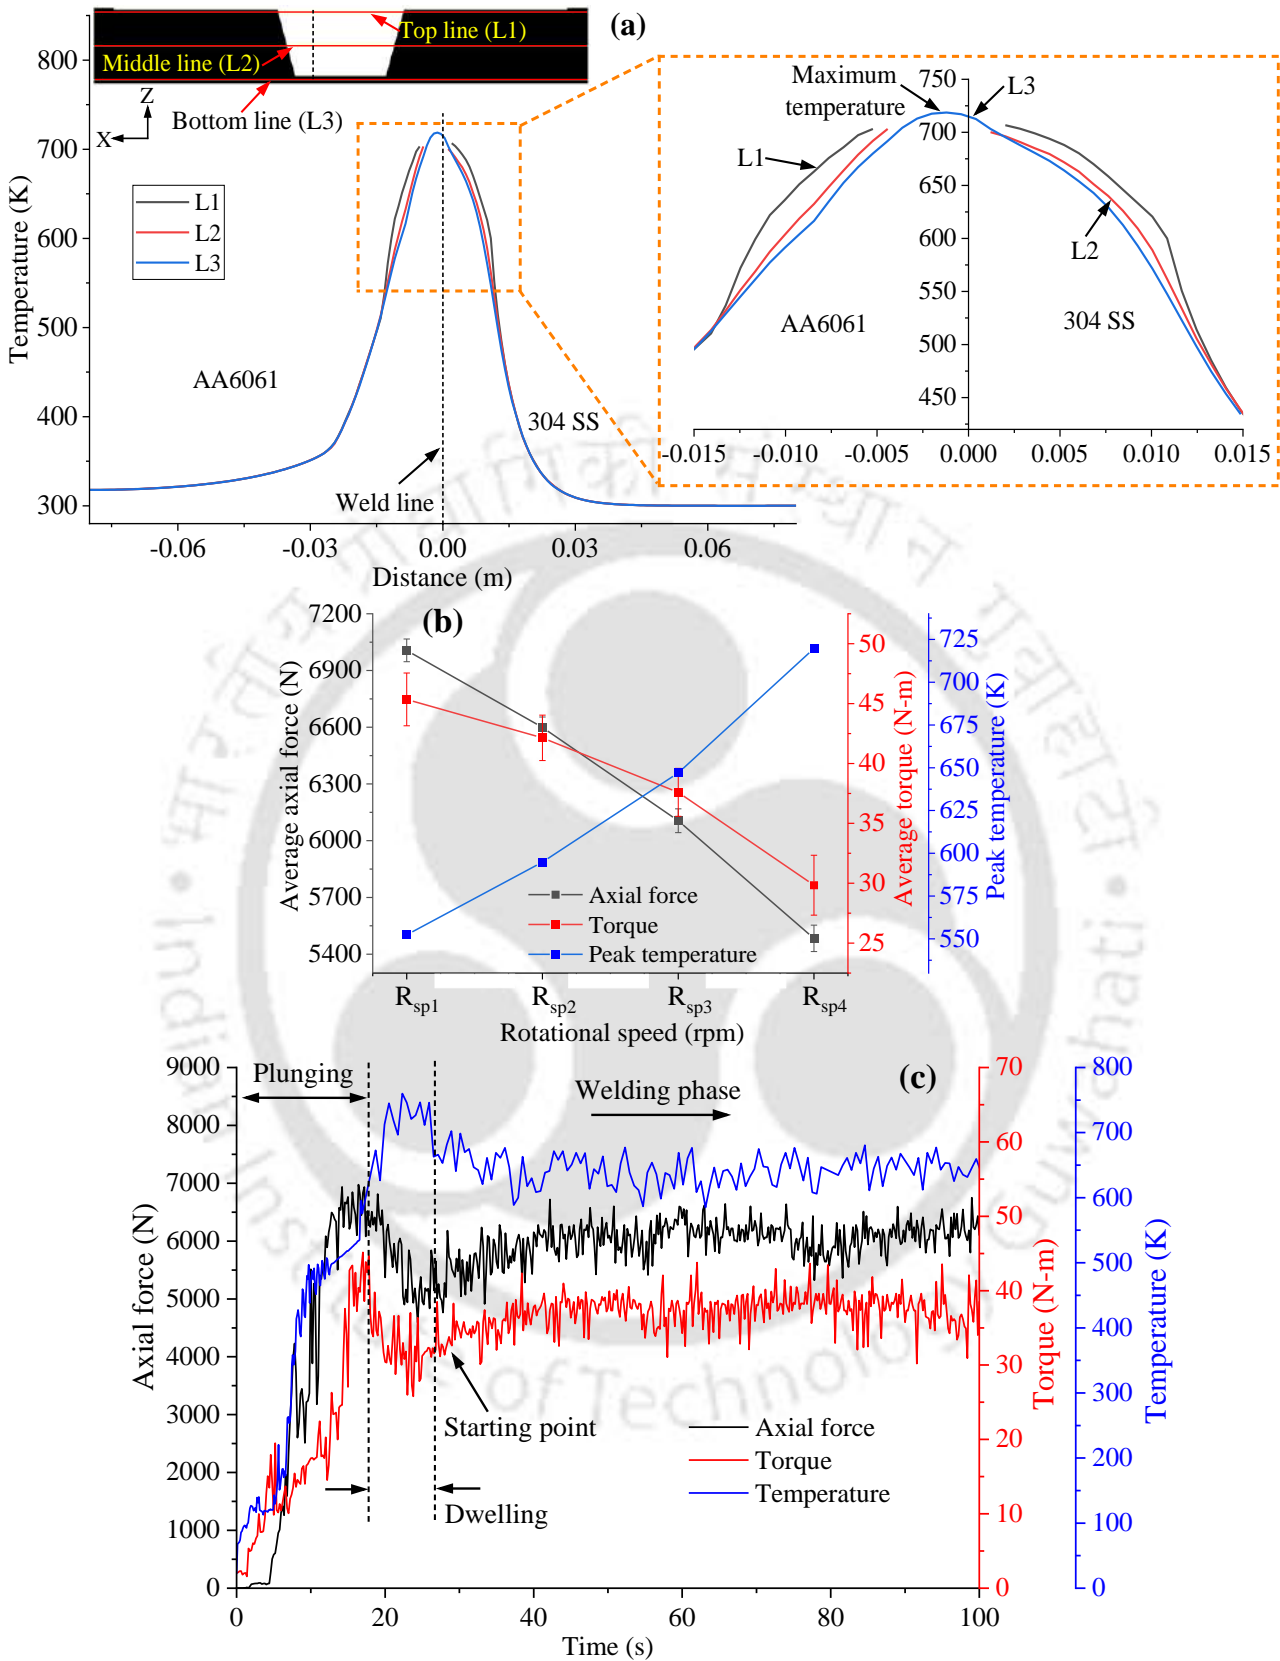 (a)
Top line (L1)
Middle line (L2)
Bottom line (L3)
Z
X
Temperature (K)
800
700
600
500
400
300
L1
L2
L3
AA6061
304 SS
Weld line
-0.06
-0.03
0.00
0.03
0.06
Distance (m)
Maximum
temperature
L3
L1
L2
AA6061
304 SS
750
700
650
600
550
500
450
-0.015
-0.010
-0.005
0.000
0.005
0.010
0.015
(b)
Average axial force (N)
7200
6900
6600
6300
6000
5700
5400
Average torque (N-m)
50
45
40
35
30
25
Peak temperature (K)
725
700
675
650
625
600
575
550
Axial force
Torque
Peak temperature
Rsp1
Rsp2
Rsp3
Rsp4
Rotational speed (rpm)
(c)
Plunging
Welding phase
Starting point
Dwelling
Axial force (N)
9000
8000
7000
6000
5000
4000
3000
2000
1000
0
Torque (N-m)
70
60
50
40
30
20
10
0
Temperature (K)
800
700
600
500
400
300
200
100
0
Axial force
Torque
Temperature
0
20
40
60
80
100
Time (s)
Indian Institute of Technology Guwahati